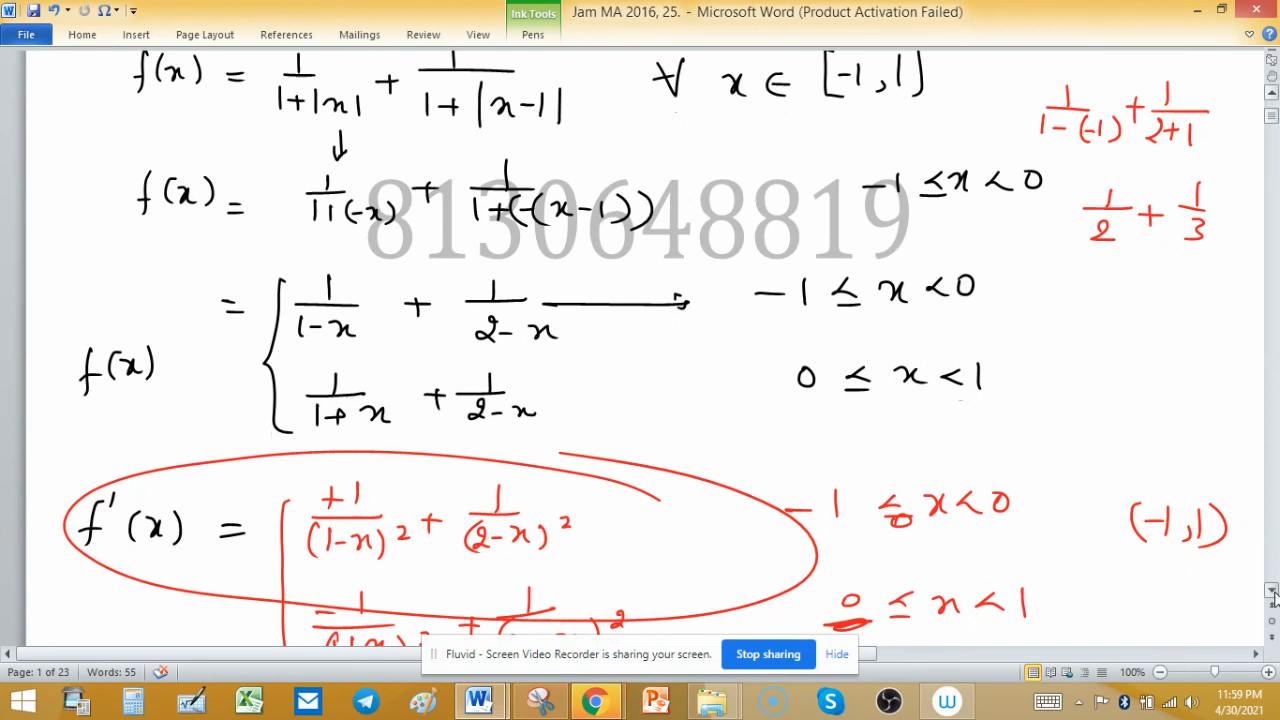 Jam MA 2016, 25. - Microsoft Word (Product Activation Failed)
Ink Tools
File Home Insert Page Layout References Mailings Review View Pens
f(x) = 1/(1+|x|) + 1/(1+|x-1|) ∀ x ∈ [-1,1]
1/(1-(-1)) + 1/(2+1)
↓
f(x) = 1/(1+(-x)) + 1/(1+(-(x-1))) -1 ≤ x < 0
8130648819
1/2 + 1/3
= { 1/(1-x) + 1/(2-x) → -1 ≤ x < 0
f(x)
1/(1+x) + 1/(2-x) 0 ≤ x < 1
f'(x) = +1/(1-x)² + 1/(2-x)² -1 ≤ x < 0 (-1,1)
0 ≤ x < 1
Fluvid - Screen Video Recorder is sharing your screen. Stop sharing Hide
Page: 1 of 23 Words: 55 100%
11:59 PM
4/30/2021